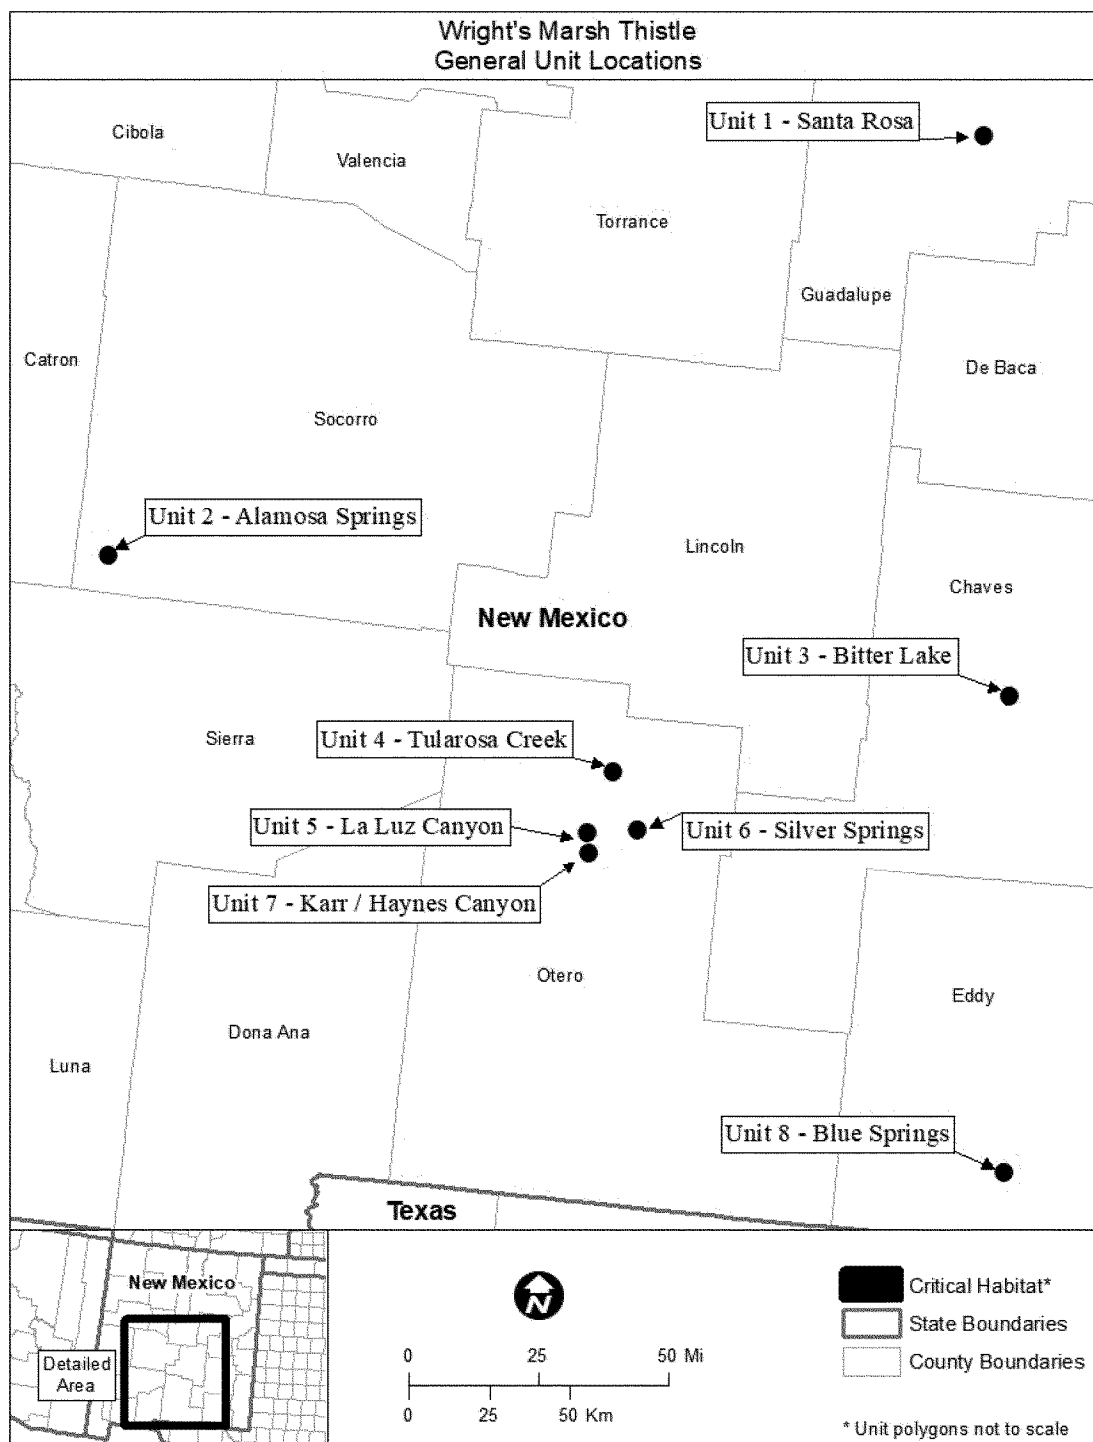 Wright's Marsh Thistle
General Unit Locations
Unit 1 - Santa Rosa
Cibola
Valencia
Torrance
Guadalupe
Catron
De Baca
Socorro
Unit 2 - Alamosa Springs
Lincoln
Chaves
New Mexico
Unit 3 - Bitter Lake
Sierra
Unit 4 - Tularosa Creek
Unit 5 - La Luz Canyon
Unit 6 - Silver Springs
Unit 7 - Karr / Haynes Canyon
Otero
Eddy
Dona Ana
Luna
Unit 8 - Blue Springs
Texas
New Mexico
Detailed
Area
N
0 25 50 Mi
0 25 50 Km
Critical Habitat*
State Boundaries
County Boundaries
* Unit polygons not to scale